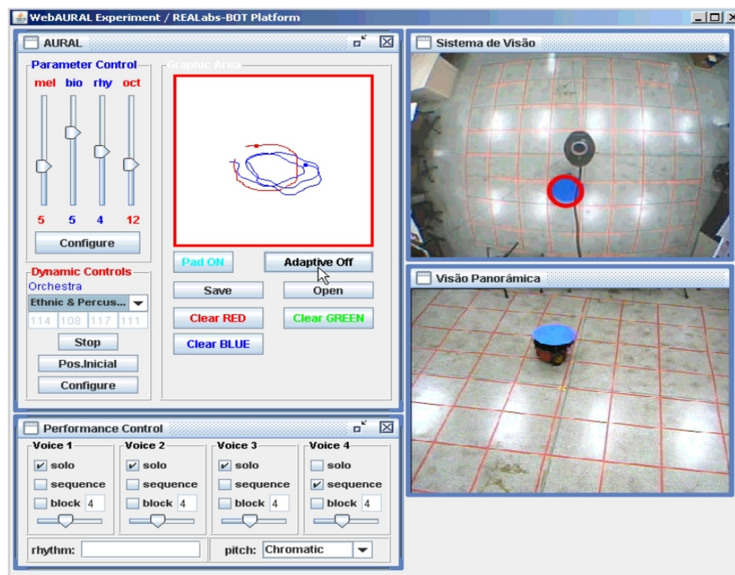 WebAURAL Experiment / REALabs-BOT Platform
AURAL
Parameter Control
mel bio rhy oct
5 5 4 12
Configure
Dynamic Controls
Orchestra
Ethnic & Percus...
114 108 117 111
Stop
Pos.Inicial
Configure
Graphic Area
Pad ON
Adaptive Off
Save
Open
Clear RED
Clear GREEN
Clear BLUE
Sistema de Visão
Visão Panorámica
Performance Control
Voice 1 Voice 2 Voice 3 Voice 4
solo solo solo solo
sequence sequence sequence sequence
block 4 block 4 block 4 block 4
rhythm: pitch: Chromatic